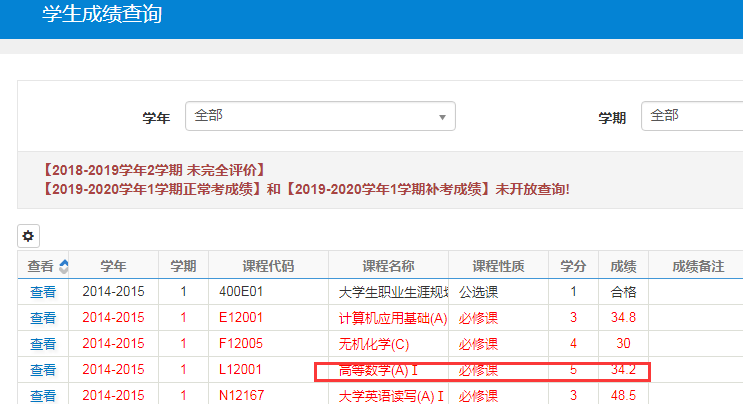 学生成绩查询
学年 全部 学期 全部
【2018-2019学年2学期 未完全评价】
【2019-2020学年1学期正常考成绩】和【2019-2020学年1学期补考成绩】未开放查询!
查看 学年 学期 课程代码 课程名称 课程性质 学分 成绩 成绩备注
查看 2014-2015 1 400E01 大学生职业生涯规 公选课 1 合格
查看 2014-2015 1 E12001 计算机应用基础(A) 必修课 3 34.8
查看 2014-2015 1 F12005 无机化学(C) 必修课 4 30
查看 2014-2015 1 L12001 高等数学(A) I 必修课 5 34.2
查看 2014-2015 1 N12167 大学英语读写(A) I 必修课 3 48.5